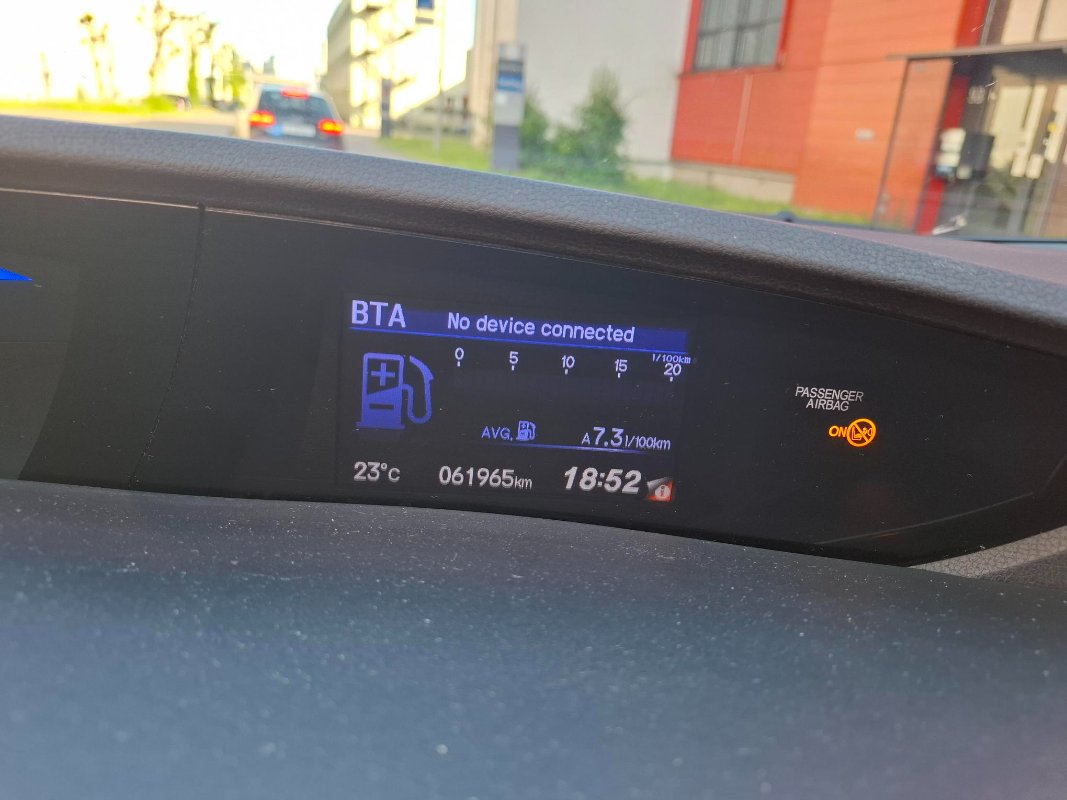 BTA No device connected
0 5 10 15 20 l/100km
AVG. A 7.3 l/100km
23°C 061965km 18:52
PASSENGER
AIRBAG
ON